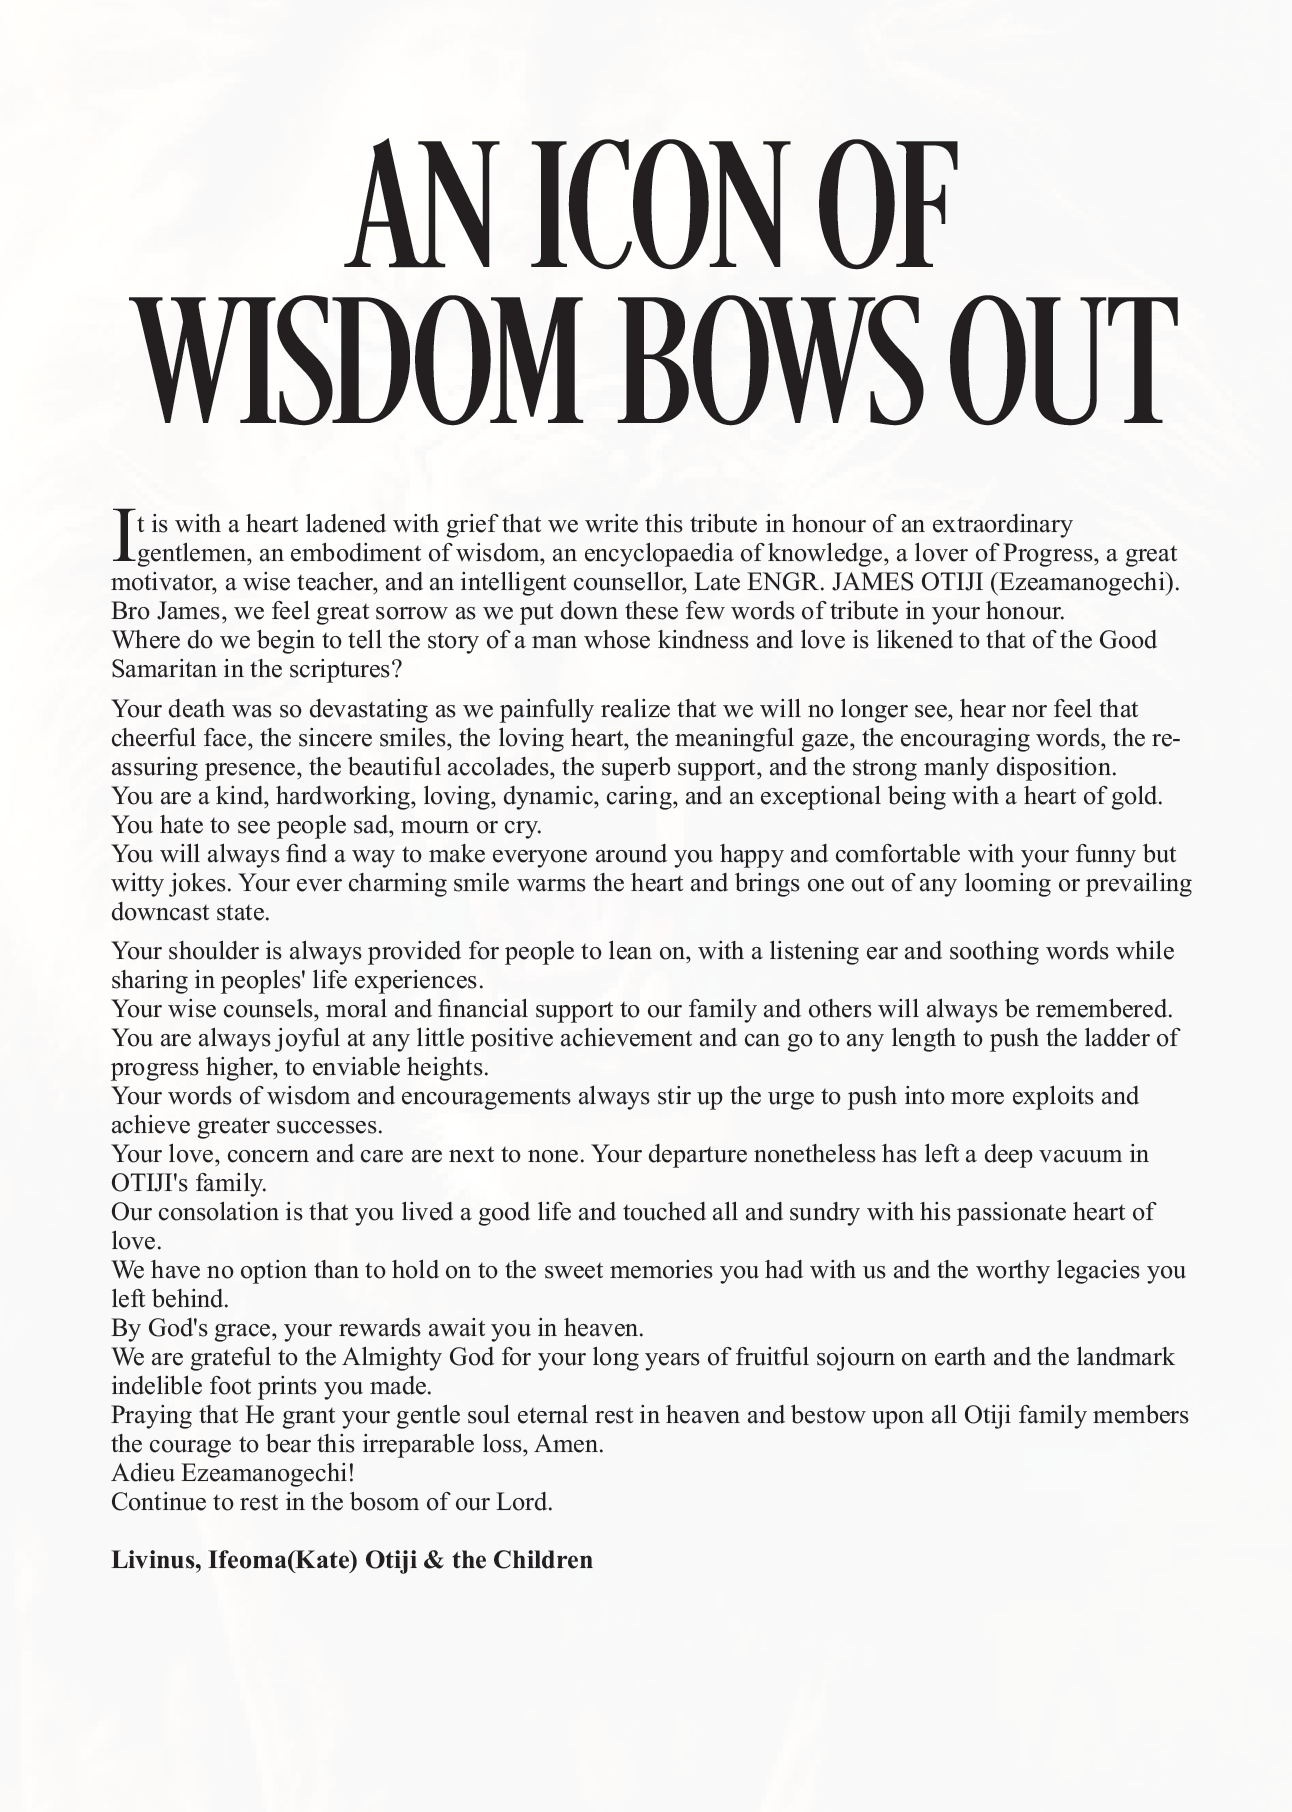 AN ICON OF
WISDOM BOWS OUT
It is with a heart ladened with grief that we write this tribute in honour of an extraordinary
gentlemen, an embodiment of wisdom, an encyclopaedia of knowledge, a lover of Progress, a great
motivator, a wise teacher, and an intelligent counsellor, Late ENGR. JAMES OTIJI (Ezeamanogechi).
Bro James, we feel great sorrow as we put down these few words of tribute in your honour.
Where do we begin to tell the story of a man whose kindness and love is likened to that of the Good
Samaritan in the scriptures?
Your death was so devastating as we painfully realize that we will no longer see, hear nor feel that
cheerful face, the sincere smiles, the loving heart, the meaningful gaze, the encouraging words, the re-
assuring presence, the beautiful accolades, the superb support, and the strong manly disposition.
You are a kind, hardworking, loving, dynamic, caring, and an exceptional being with a heart of gold.
You hate to see people sad, mourn or cry.
You will always find a way to make everyone around you happy and comfortable with your funny but
witty jokes. Your ever charming smile warms the heart and brings one out of any looming or prevailing
downcast state.
Your shoulder is always provided for people to lean on, with a listening ear and soothing words while
sharing in peoples' life experiences.
Your wise counsels, moral and financial support to our family and others will always be remembered.
You are always joyful at any little positive achievement and can go to any length to push the ladder of
progress higher, to enviable heights.
Your words of wisdom and encouragements always stir up the urge to push into more exploits and
achieve greater successes.
Your love, concern and care are next to none. Your departure nonetheless has left a deep vacuum in
OTIJI's family.
Our consolation is that you lived a good life and touched all and sundry with his passionate heart of
love.
We have no option than to hold on to the sweet memories you had with us and the worthy legacies you
left behind.
By God's grace, your rewards await you in heaven.
We are grateful to the Almighty God for your long years of fruitful sojourn on earth and the landmark
indelible foot prints you made.
Praying that He grant your gentle soul eternal rest in heaven and bestow upon all Otiji family members
the courage to bear this irreparable loss, Amen.
Adieu Ezeamanogechi!
Continue to rest in the bosom of our Lord.
Livinus, Ifeoma(Kate) Otiji & the Children